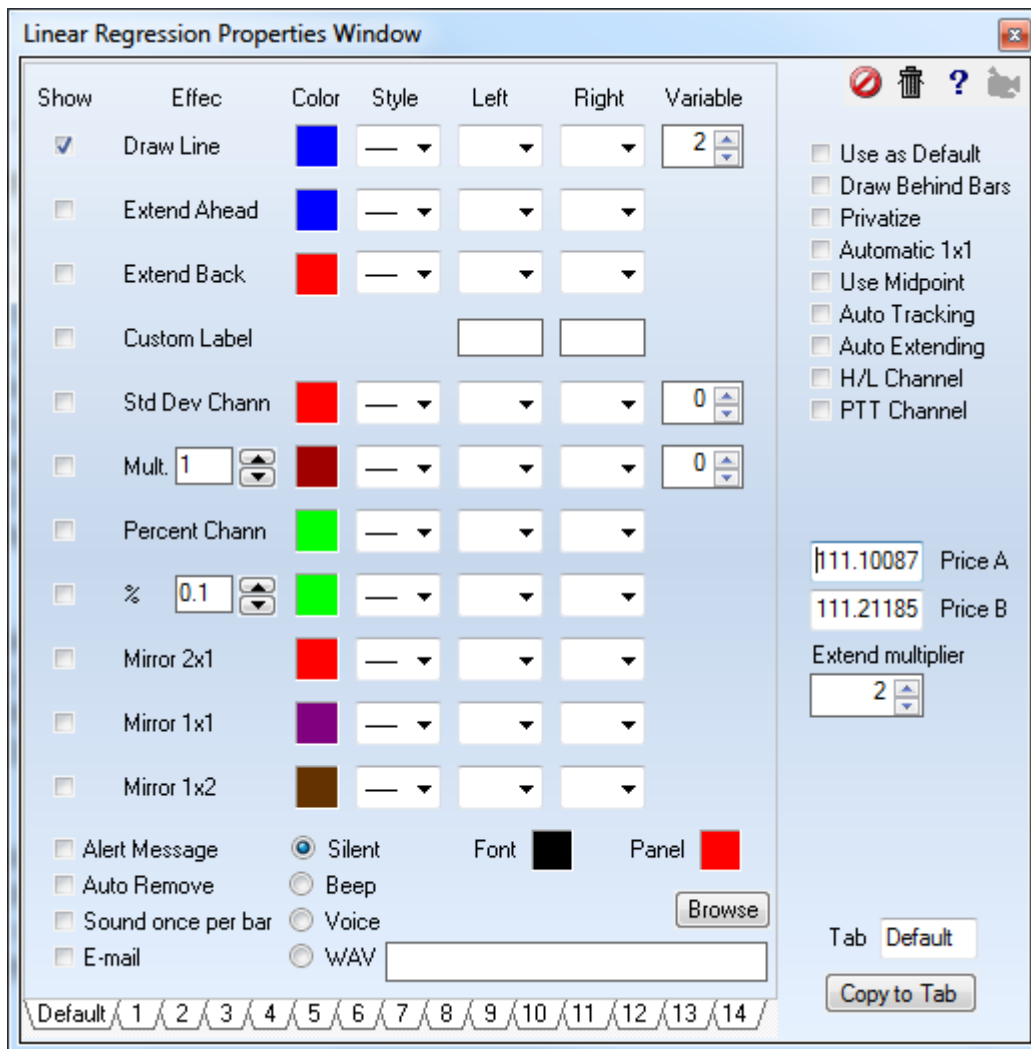 Linear Regression Properties Window
Show Effec Color Style Left Right Variable
Draw Line 2
Extend Ahead
Extend Back
Custom Label
Std Dev Chann 0
Mult. 1 0
Percent Chann
% 0.1
Mirror 2x1
Mirror 1x1
Mirror 1x2
Alert Message Silent Font Panel
Auto Remove Beep
Sound once per bar Voice Browse
E-mail WAV
Default 1 2 3 4 5 6 7 8 9 10 11 12 13 14
?
Use as Default
Draw Behind Bars
Privatize
Automatic 1x1
Use Midpoint
Auto Tracking
Auto Extending
H/L Channel
PTT Channel
111.10087 Price A
111.21185 Price B
Extend multiplier
2
Tab Default
Copy to Tab